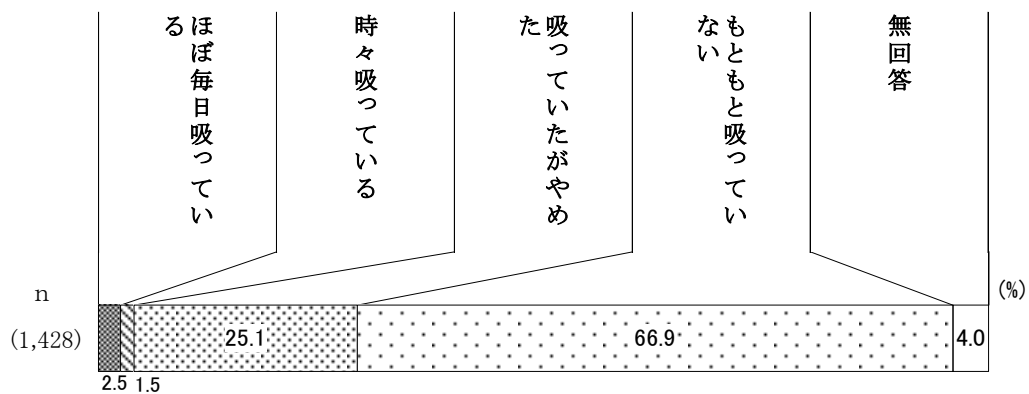 ほぼ毎日吸ってい
る
時々吸っている
吸っていたがやめ
た
もともと吸ってい
ない
無回答
(%)
n
(1,428)
25.1
66.9
4.0
2.5
1.5